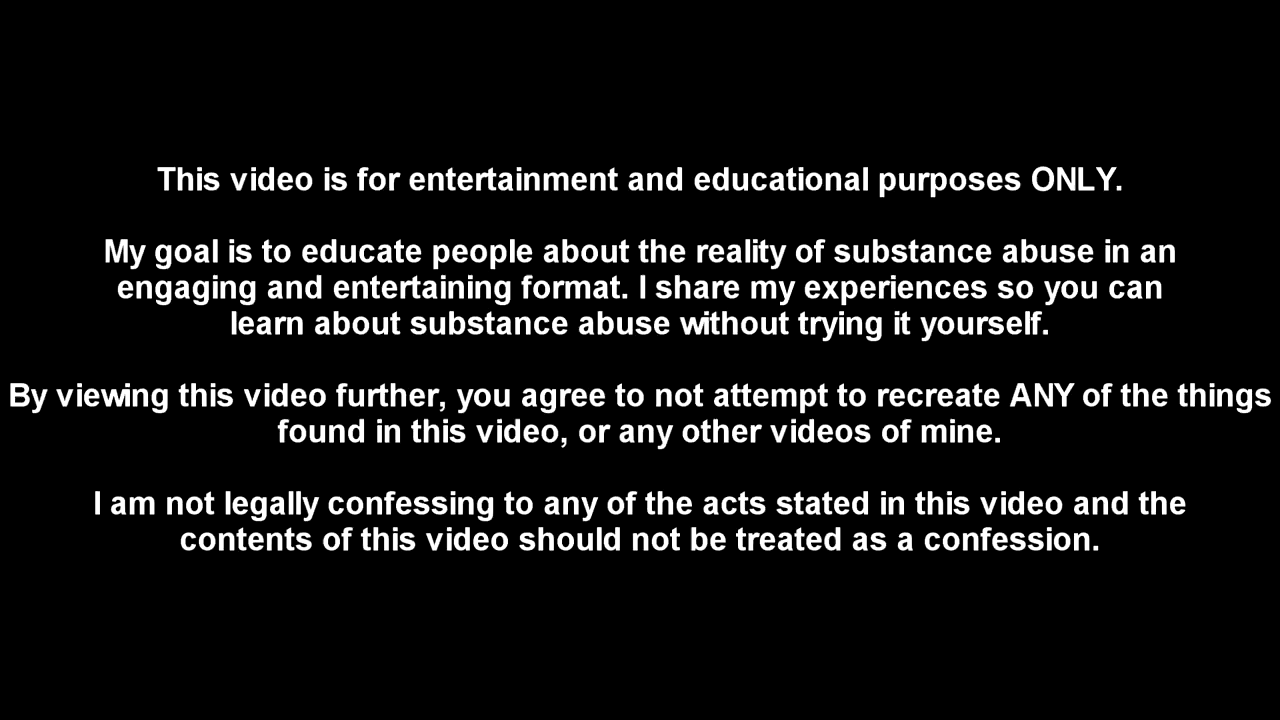 This video is for entertainment and educational purposes ONLY.
My goal is to educate people about the reality of substance abuse in an
engaging and entertaining format. I share my experiences so you can
learn about substance abuse without trying it yourself.
By viewing this video further, you agree to not attempt to recreate ANY of the things
found in this video, or any other videos of mine.
I am not legally confessing to any of the acts stated in this video and the
contents of this video should not be treated as a confession.